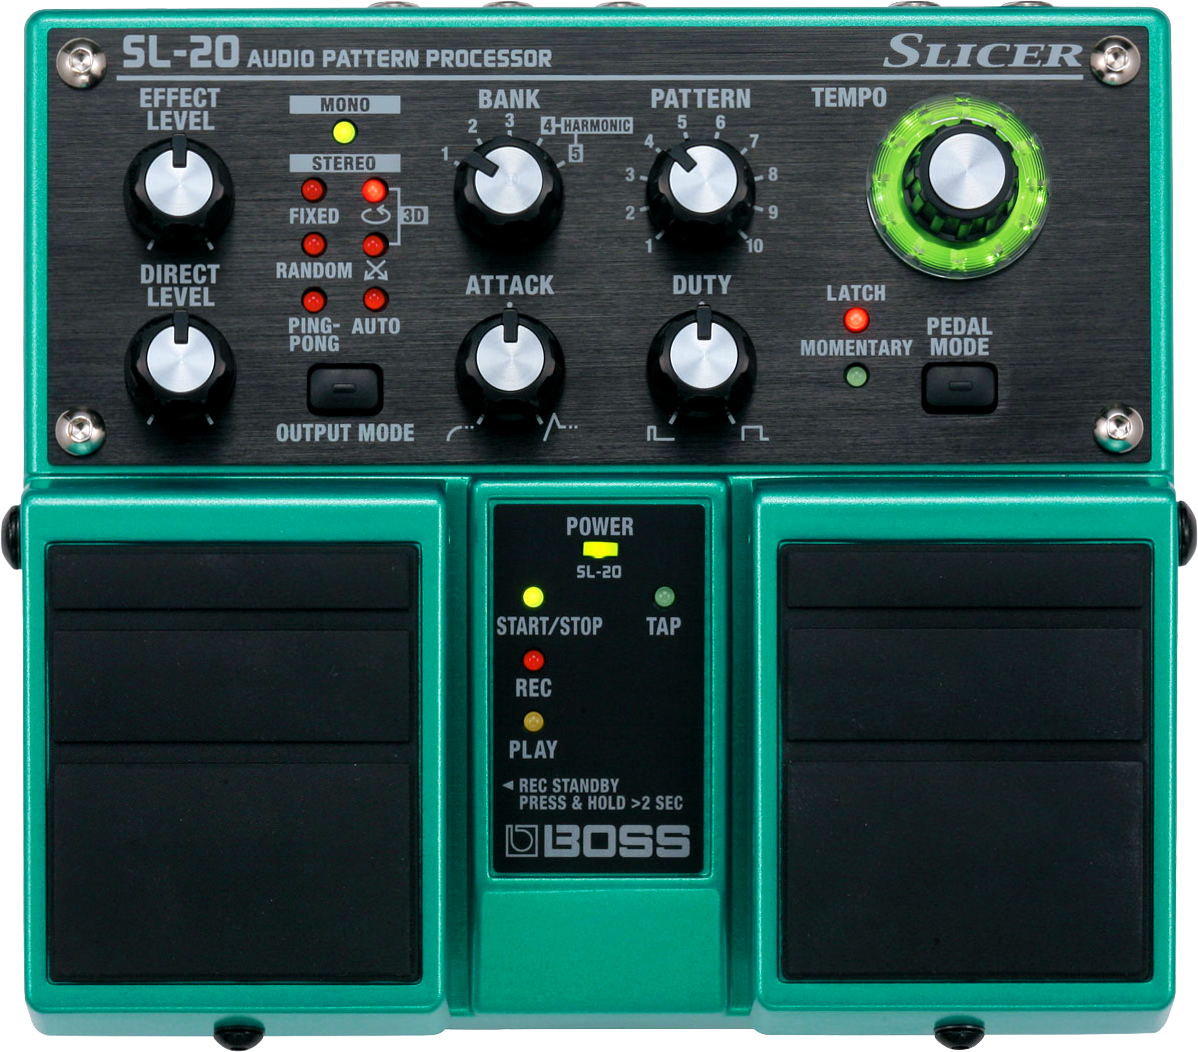 SL-20 AUDIO PATTERN PROCESSOR
SLICER
EFFECT
LEVEL
MONO
STEREO
FIXED
3D
RANDOM
PING-
PONG
AUTO
OUTPUT MODE
DIRECT
LEVEL
BANK
1
2
3
4 HARMONIC
5
PATTERN
1
2
3
4
5
6
7
8
9
10
TEMPO
ATTACK
DUTY
LATCH
MOMENTARY
PEDAL
MODE
POWER
SL-20
START/STOP
TAP
REC
PLAY
◄ REC STANDBY
PRESS & HOLD >2 SEC
BOSS